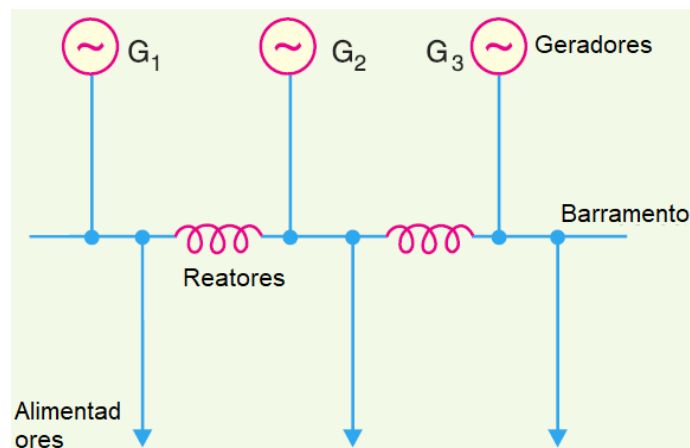 G1
G2
G3
Geradores
Barramento
Reatores
Alimentad
ores